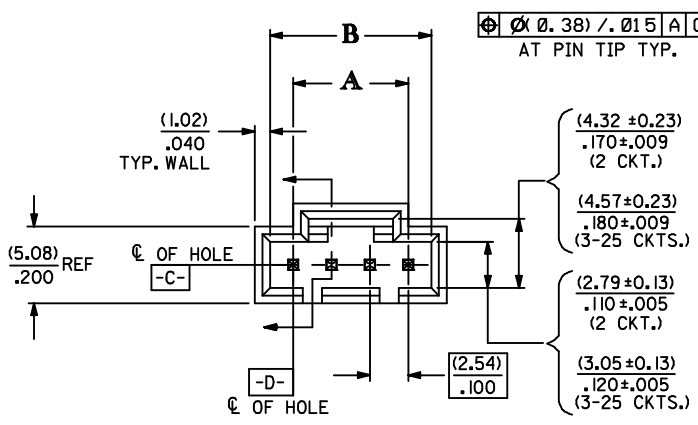 B
⌖ Ø(0.38)/.015 A
AT PIN TIP TYP.
A
(1.02)
.040
TYP. WALL
(4.32 ±0.23)
.170±.009
(2 CKT.)
(4.57±0.23)
.180±.009
(3-25 CKTS.)
(5.08)
.200 REF
℄ OF HOLE
-C-
(2.79±0.13)
.110±.005
(2 CKT.)
(3.05±0.13)
.120±.005
(3-25 CKTS.)
(2.54)
.100
-D-
℄ OF HOLE